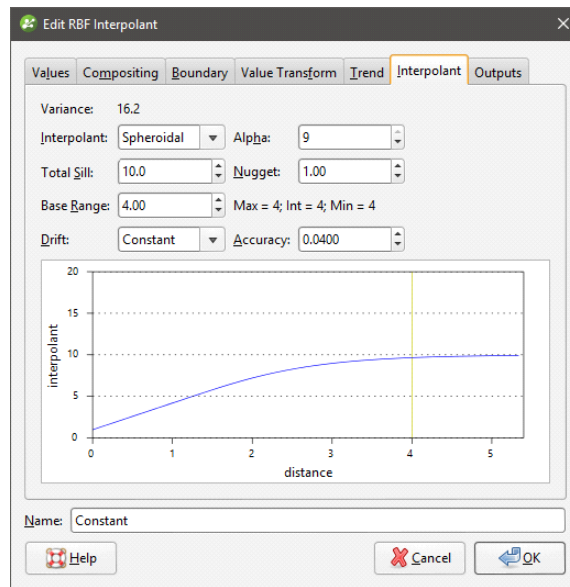 Edit RBF Interpolant
Values Compositing Boundary Value Transform Trend Interpolant Outputs
Variance: 16.2
Interpolant: Spheroidal Alpha: 9
Total Sill: 10.0 Nugget: 1.00
Base Range: 4.00 Max = 4; Int = 4; Min = 4
Drift: Constant Accuracy: 0.0400
20
15
10
5
0
interpolant
0 1 2 3 4 5
distance
Name: Constant
Help Cancel OK